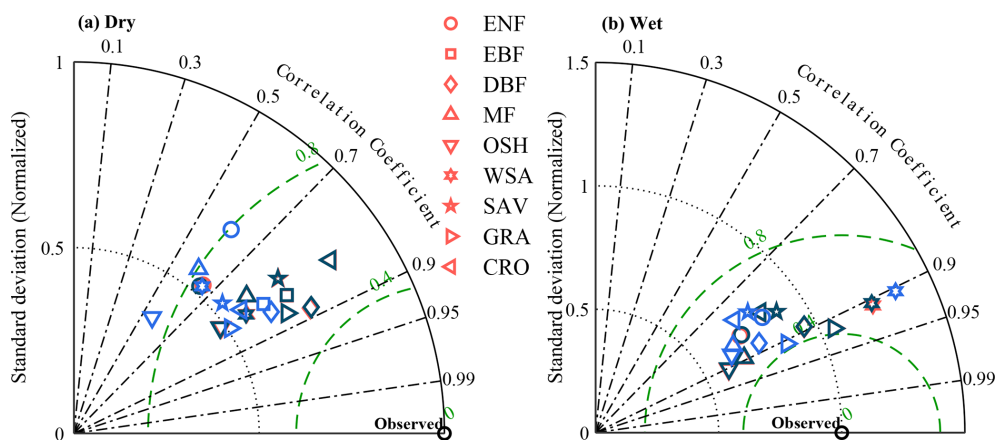 (a) Dry
Standard deviation (Normalized)
1
0.5
0
0.1
0.3
0.5
0.7
0.9
0.95
0.99
Correlation Coefficient
0.8
0.4
0
Observed
ENF
EBF
DBF
MF
OSH
WSA
SAV
GRA
CRO
(b) Wet
Standard deviation (Normalized)
1.5
1
0.5
0
0.1
0.3
0.5
0.7
0.9
0.95
0.99
Correlation Coefficient
0.8
0.4
0
Observed